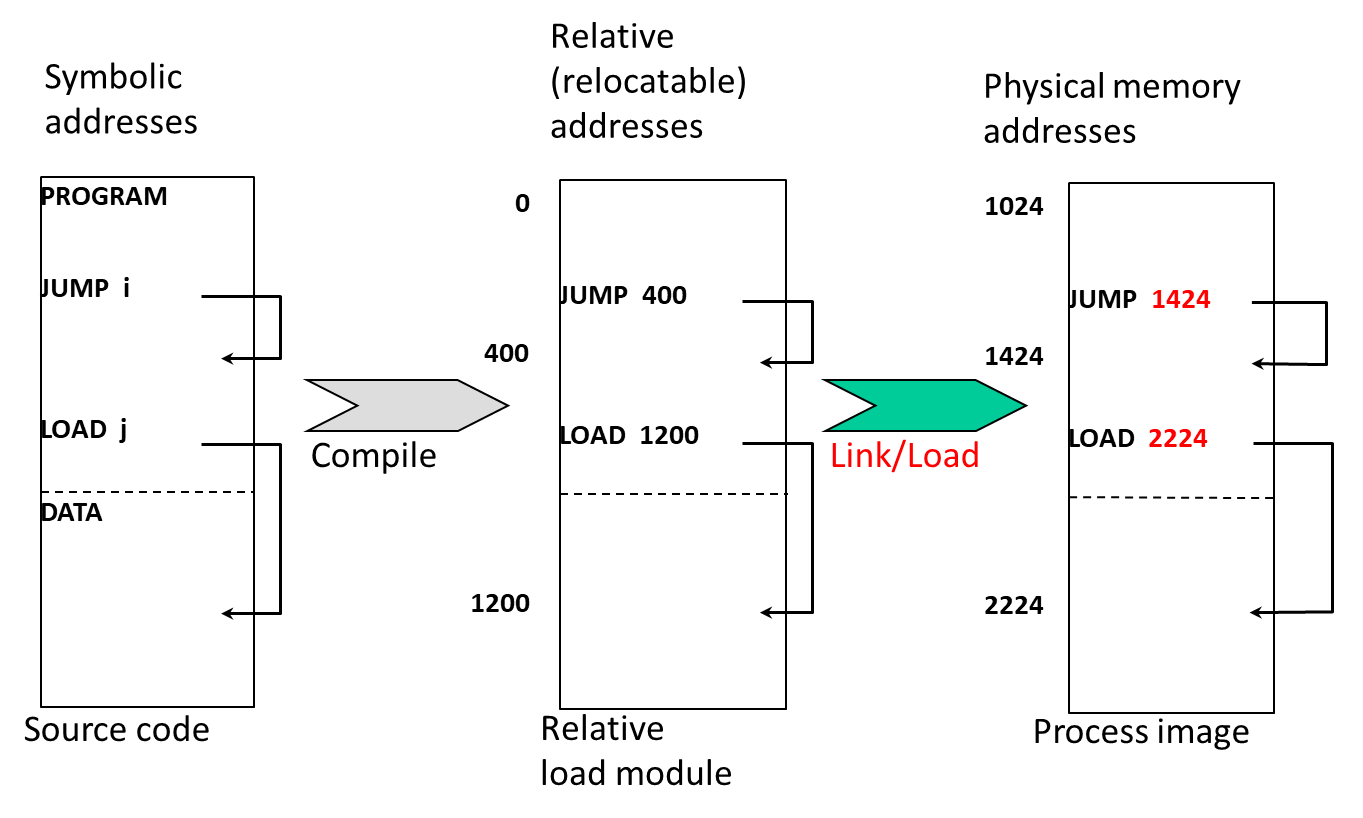 Symbolic
addresses
PROGRAM
JUMP i
LOAD j
DATA
Source code
Compile
Relative
(relocatable)
addresses
0
JUMP 400
400
LOAD 1200
1200
Relative
load module
Link/Load
Physical memory
addresses
1024
JUMP 1424
1424
LOAD 2224
2224
Process image